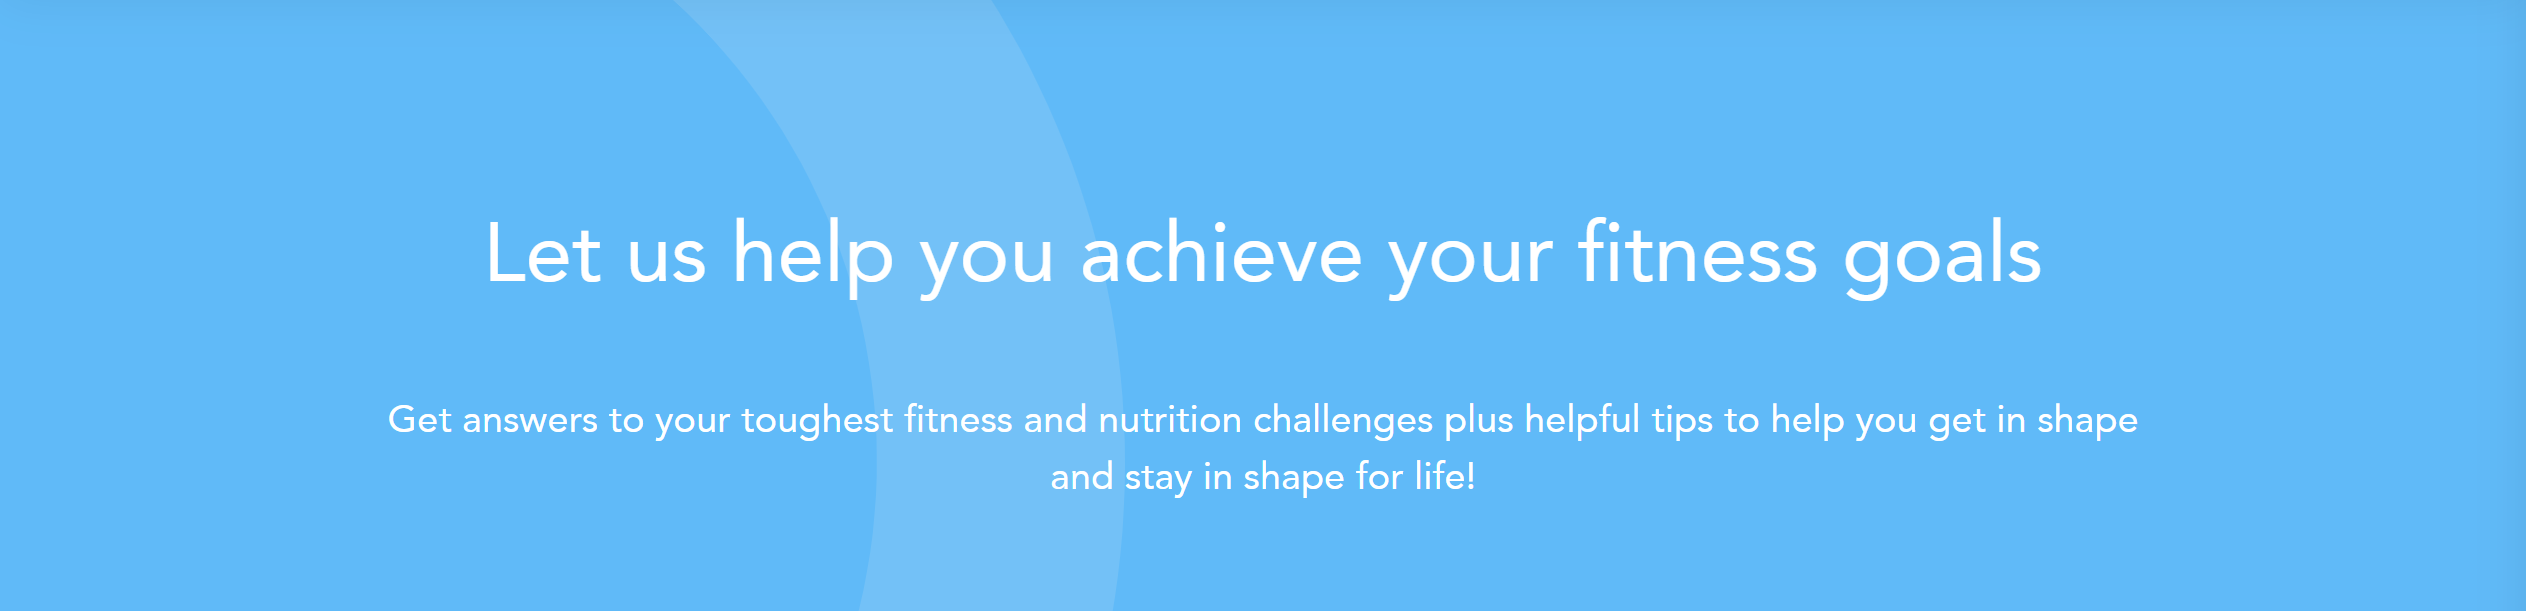 Let us help you achieve your fitness goals
Get answers to your toughest fitness and nutrition challenges plus helpful tips to help you get in shape
and stay in shape for life!